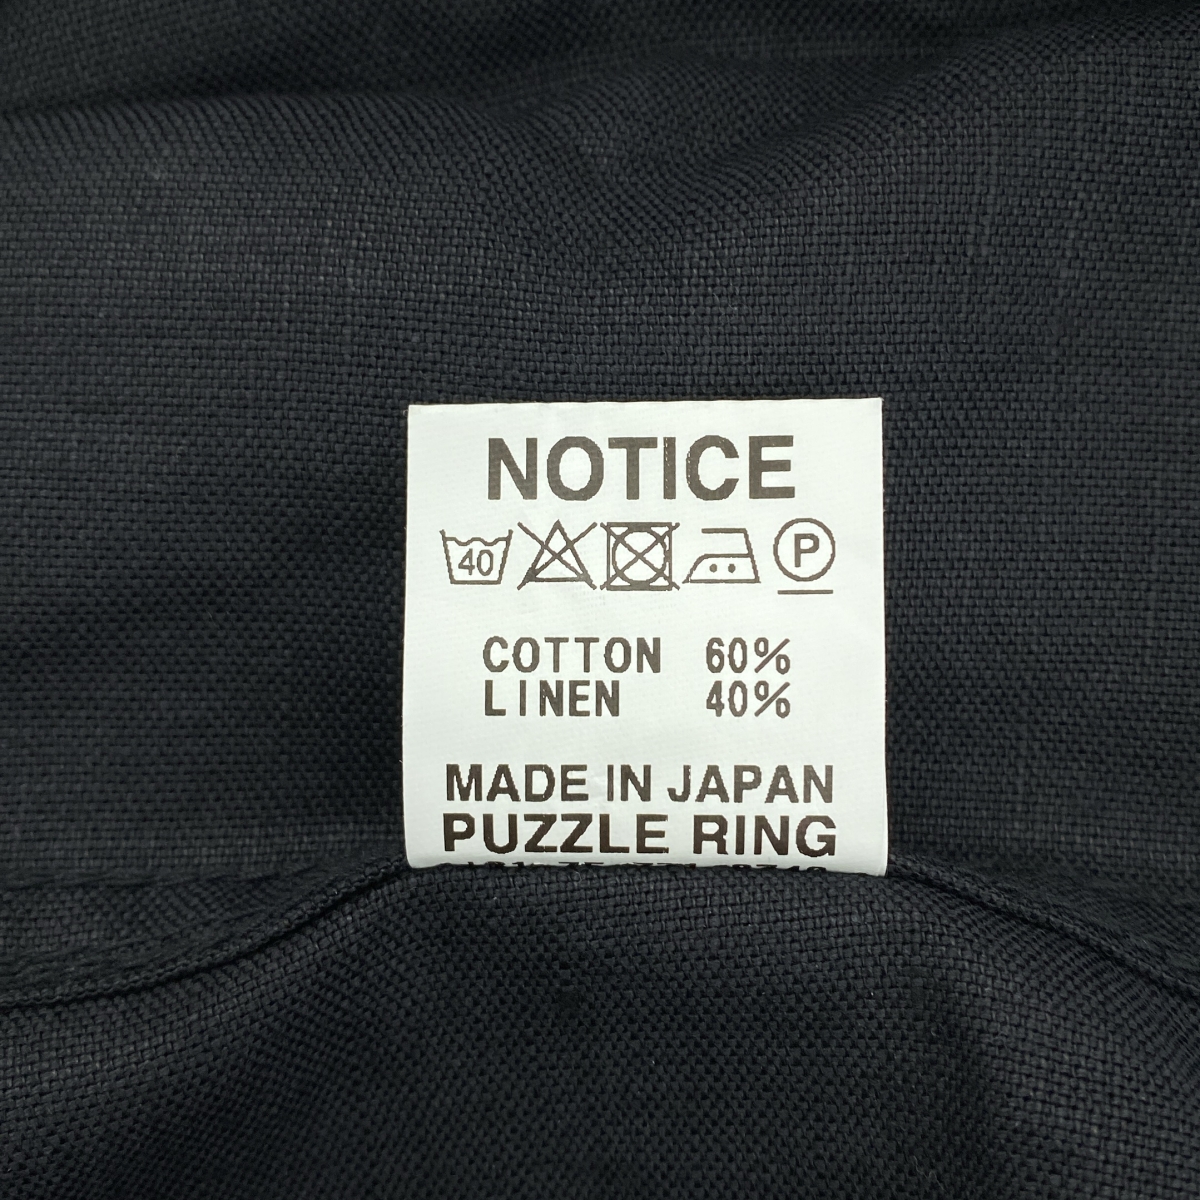 NOTICE
40 P
COTTON 60%
LINEN 40%
MADE IN JAPAN
PUZZLE RING